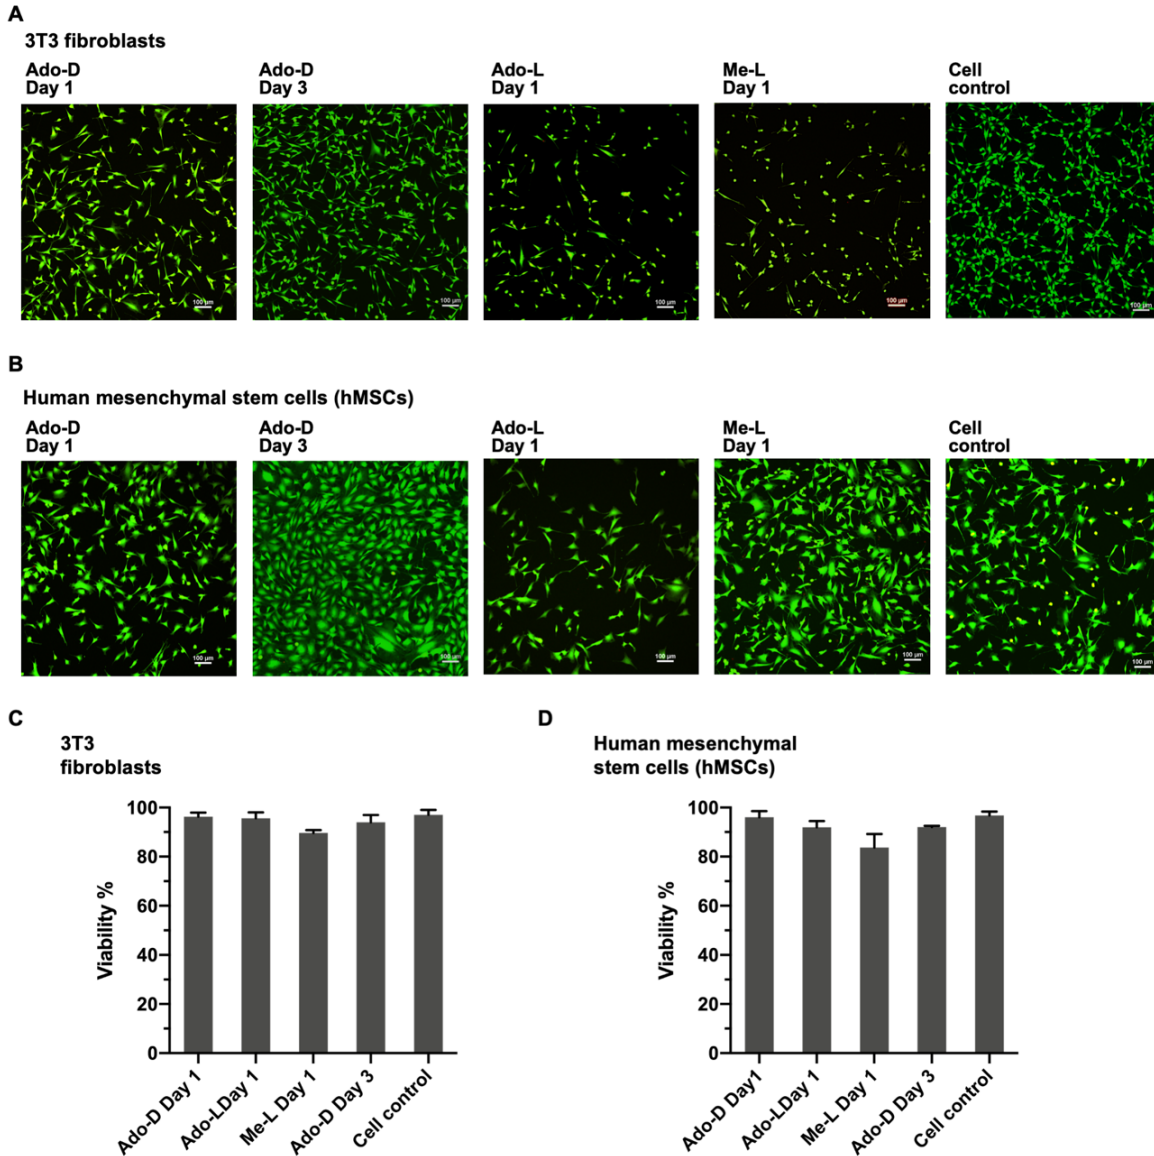 A
3T3 fibroblasts
Ado-D
Day 1
Ado-D
Day 3
Ado-L
Day 1
Me-L
Day 1
Cell
control
100 µm
100 µm
100 µm
100 µm
100 µm
B
Human mesenchymal stem cells (hMSCs)
Ado-D
Day 1
Ado-D
Day 3
Ado-L
Day 1
Me-L
Day 1
Cell
control
100 µm
100 µm
100 µm
100 µm
100 µm
C
3T3
fibroblasts
Viability %
100
80
60
40
20
0
Ado-D Day 1
Ado-LDay 1
Me-L Day 1
Ado-D Day 3
Cell control
D
Human mesenchymal
stem cells (hMSCs)
Viability %
100
80
60
40
20
0
Ado-D Day1
Ado-LDay 1
Me-L Day 1
Ado-D Day 3
Cell control